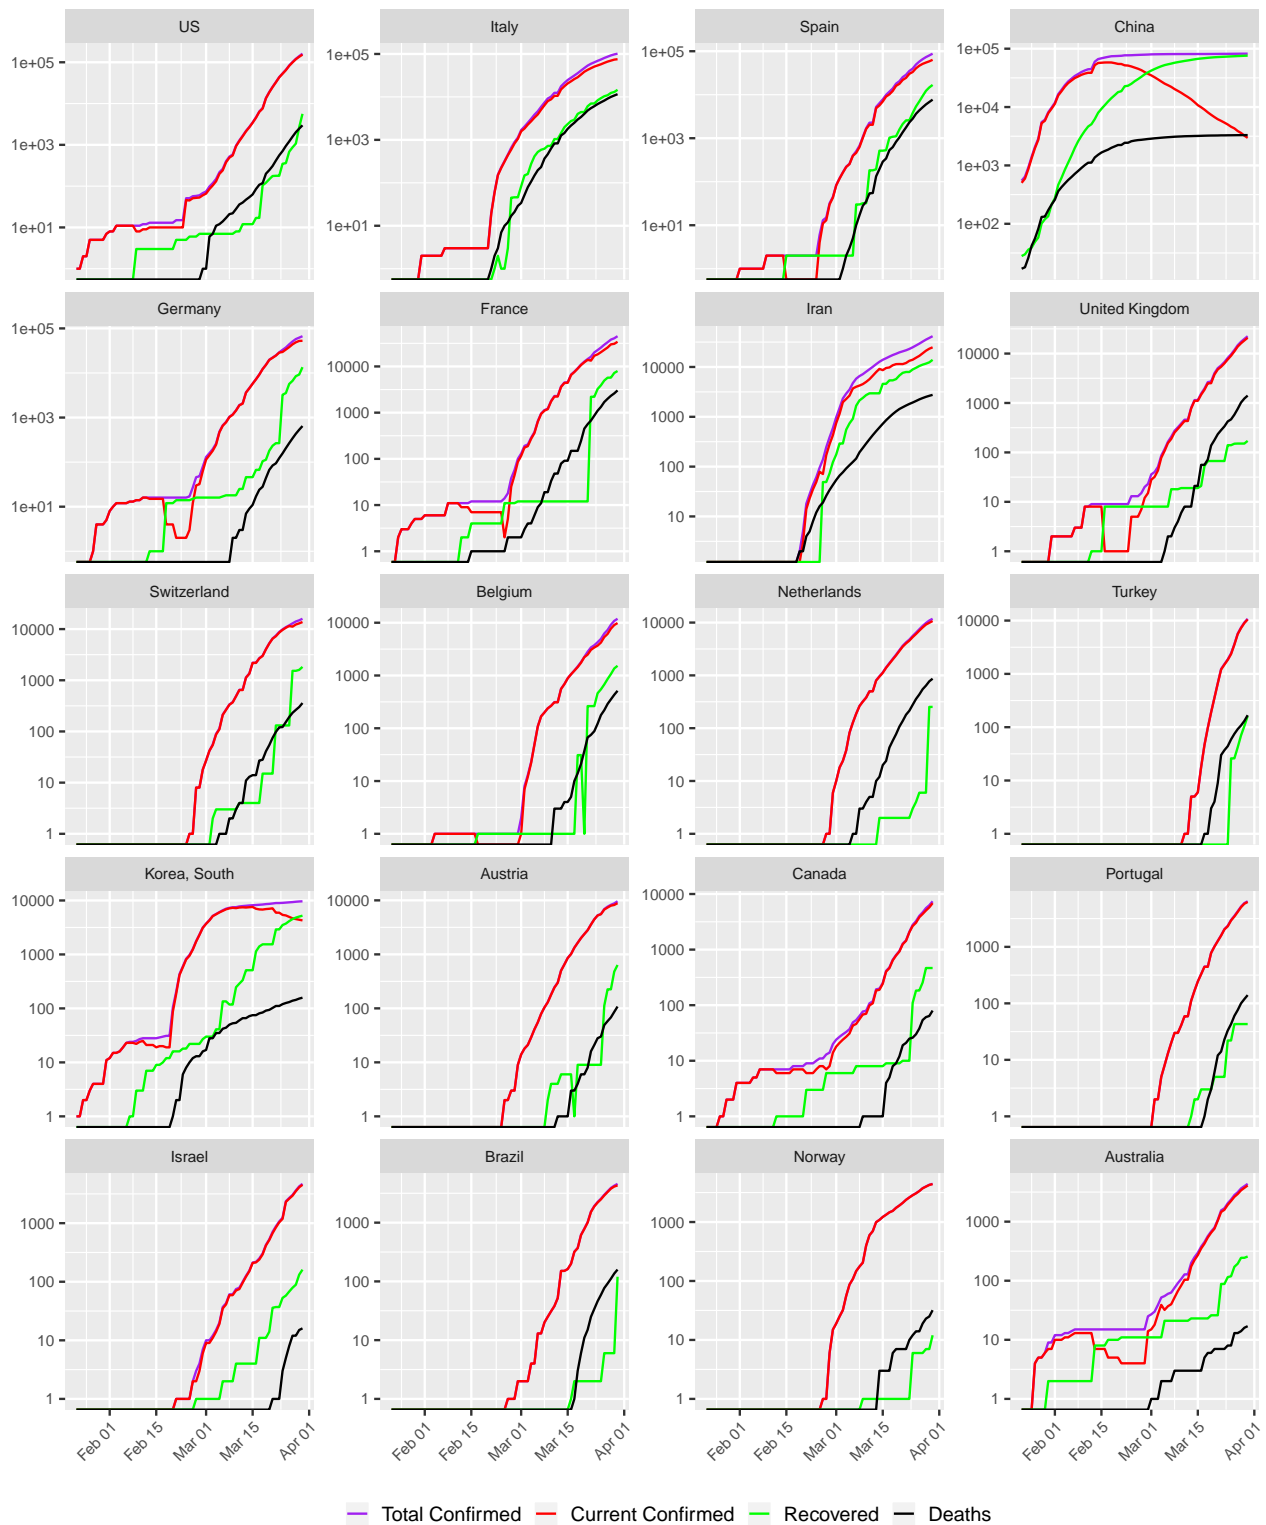 US Italy Spain China
1e+05 1e+05 1e+05 1e+05
1e+03 1e+03 1e+03 1e+04
1e+01 1e+01 1e+01 1e+03
1e+02
Germany France Iran United Kingdom
1e+05 10000 10000 10000
1e+03 1000 1000 1000
1e+01 100 100 100
10 10 10
1 1
Switzerland Belgium Netherlands Turkey
10000 10000 10000 10000
1000 1000 1000 1000
100 100 100 100
10 10 10 10
1 1 1 1
Korea, South Austria Canada Portugal
10000 10000 10000 1000
1000 1000 1000 100
100 100 100 10
10 10 10 1
1 1 1
Israel Brazil Norway Australia
1000 1000 1000 1000
100 100 100 100
10 10 10 10
1 1 1 1
Feb 01 Feb 15 Mar 01 Mar 15 Apr 01 Feb 01 Feb 15 Mar 01 Mar 15 Apr 01 Feb 01 Feb 15 Mar 01 Mar 15 Apr 01 Feb 01 Feb 15 Mar 01 Mar 15 Apr 01
Total Confirmed Current Confirmed Recovered Deaths